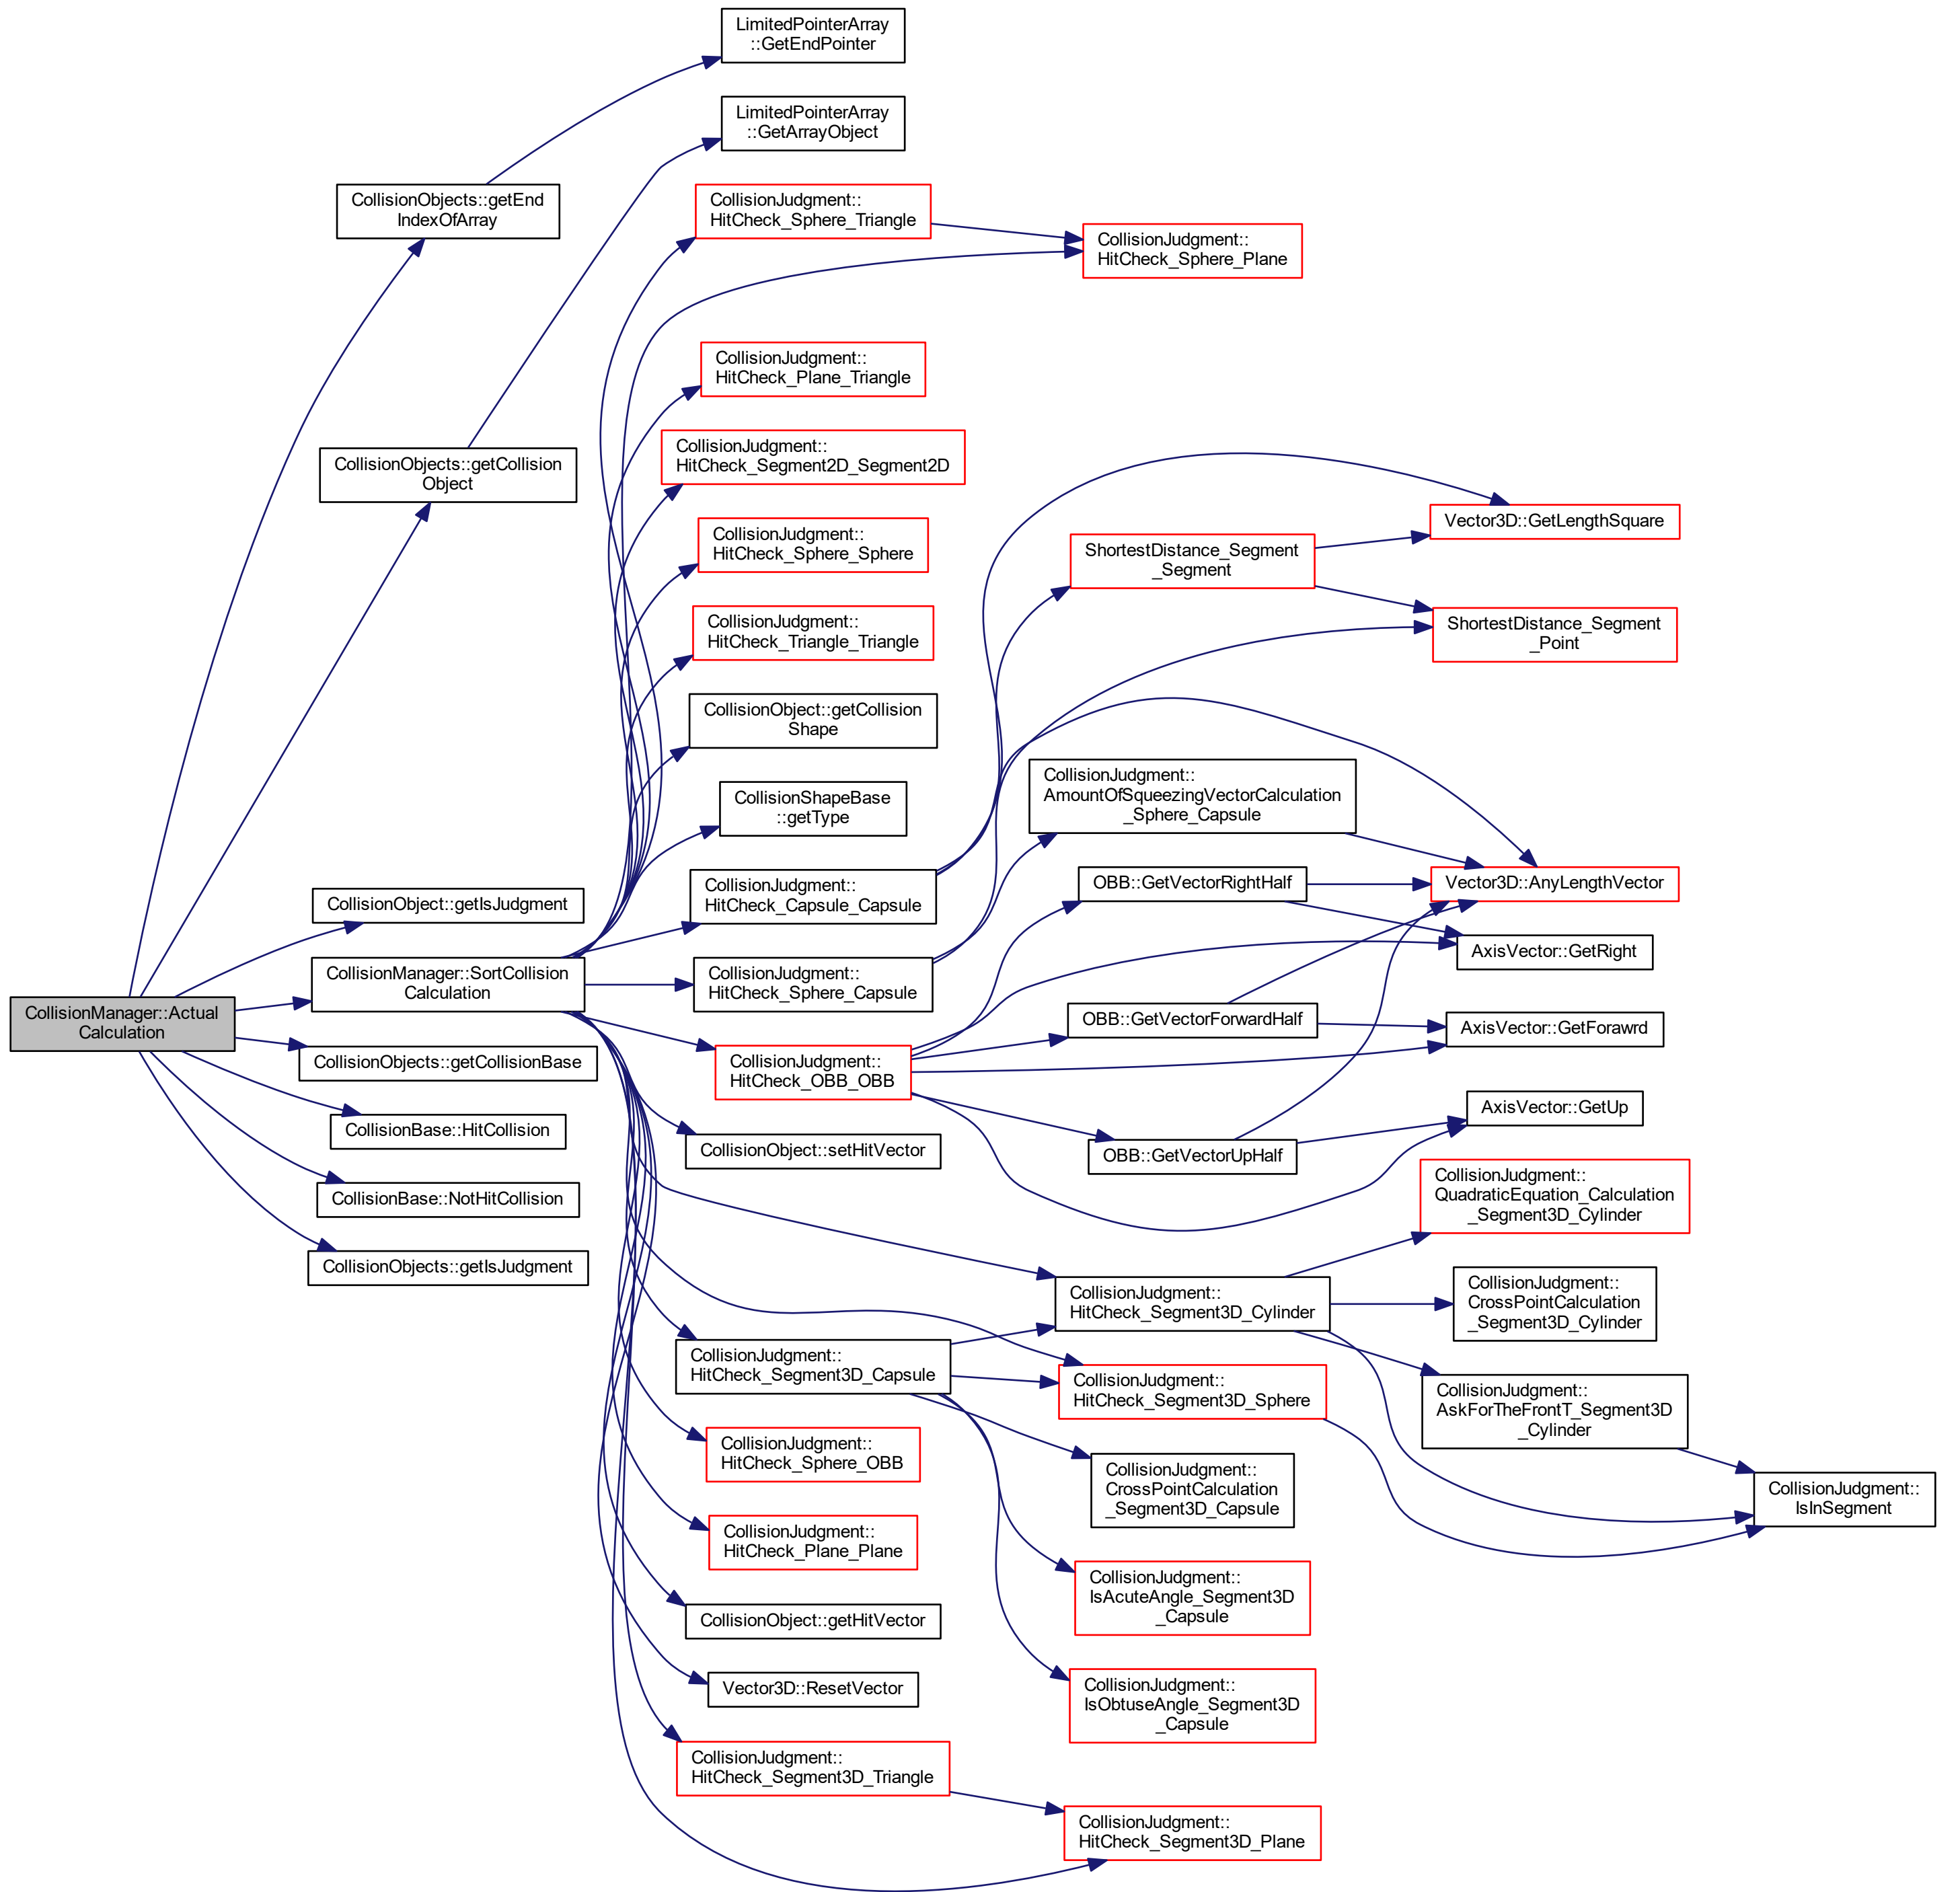 LimitedPointerArray
::GetEndPointer
LimitedPointerArray
::GetArrayObject
CollisionObjects::getEnd
IndexOfArray
CollisionJudgment::
HitCheck_Sphere_Triangle
CollisionJudgment::
HitCheck_Sphere_Plane
CollisionJudgment::
HitCheck_Plane_Triangle
CollisionObjects::getCollision
Object
CollisionJudgment::
HitCheck_Segment2D_Segment2D
Vector3D::GetLengthSquare
CollisionJudgment::
HitCheck_Sphere_Sphere
ShortestDistance_Segment
_Segment
CollisionJudgment::
HitCheck_Triangle_Triangle
ShortestDistance_Segment
_Point
CollisionObject::getCollision
Shape
CollisionShapeBase
::getType
CollisionJudgment::
AmountOfSqueezingVectorCalculation
_Sphere_Capsule
CollisionObject::getIsJudgment
CollisionJudgment::
HitCheck_Capsule_Capsule
OBB::GetVectorRightHalf
Vector3D::AnyLengthVector
AxisVector::GetRight
CollisionManager::SortCollision
Calculation
CollisionJudgment::
HitCheck_Sphere_Capsule
CollisionManager::Actual
Calculation
OBB::GetVectorForwardHalf
AxisVector::GetForawrd
CollisionObjects::getCollisionBase
CollisionJudgment::
HitCheck_OBB_OBB
AxisVector::GetUp
CollisionBase::HitCollision
CollisionObject::setHitVector
OBB::GetVectorUpHalf
CollisionBase::NotHitCollision
CollisionJudgment::
QuadraticEquation_Calculation
_Segment3D_Cylinder
CollisionObjects::getIsJudgment
CollisionJudgment::
HitCheck_Segment3D_Cylinder
CollisionJudgment::
CrossPointCalculation
_Segment3D_Cylinder
CollisionJudgment::
HitCheck_Segment3D_Capsule
CollisionJudgment::
HitCheck_Segment3D_Sphere
CollisionJudgment::
AskForTheFrontT_Segment3D
_Cylinder
CollisionJudgment::
HitCheck_Sphere_OBB
CollisionJudgment::
CrossPointCalculation
_Segment3D_Capsule
CollisionJudgment::
IsInSegment
CollisionJudgment::
HitCheck_Plane_Plane
CollisionJudgment::
IsAcuteAngle_Segment3D
_Capsule
CollisionObject::getHitVector
Vector3D::ResetVector
CollisionJudgment::
IsObtuseAngle_Segment3D
_Capsule
CollisionJudgment::
HitCheck_Segment3D_Triangle
CollisionJudgment::
HitCheck_Segment3D_Plane